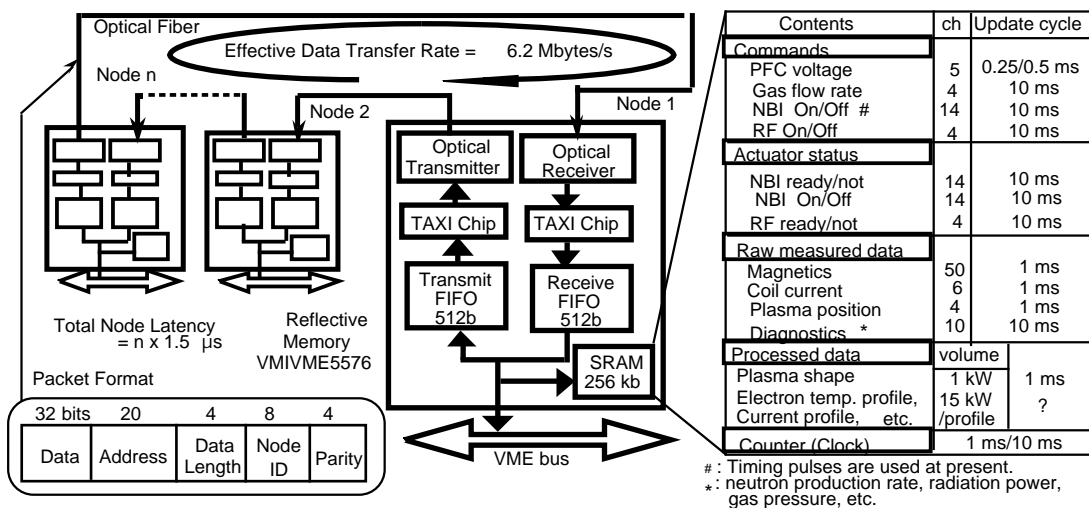 Optical Fiber
Effective Data Transfer Rate = 6.2 Mbytes/s
Node n
Node 2
Node 1
Optical
Transmitter
Optical
Receiver
TAXI Chip
TAXI Chip
Transmit
FIFO
512b
Receive
FIFO
512b
SRAM
256 kb
VME bus
Total Node Latency
= n x 1.5 µs
Reflective
Memory
VMIVME5576
Packet Format
32 bits 20 4 8 4
Data Address Data Length Node ID Parity
Contents ch Update cycle
Commands
PFC voltage 5 0.25/0.5 ms
Gas flow rate 4 10 ms
NBI On/Off # 14 10 ms
RF On/Off 4 10 ms
Actuator status
NBI ready/not 14 10 ms
NBI On/Off 14 10 ms
RF ready/not 4 10 ms
Raw measured data
Magnetics 50 1 ms
Coil current 6 1 ms
Plasma position 4 1 ms
Diagnostics * 10 10 ms
Processed data volume
Plasma shape 1 kW 1 ms
Electron temp. profile, 15 kW ?
Current profile, etc. /profile
Counter (Clock) 1 ms/10 ms
# : Timing pulses are used at present.
* : neutron production rate, radiation power,
gas pressure, etc.